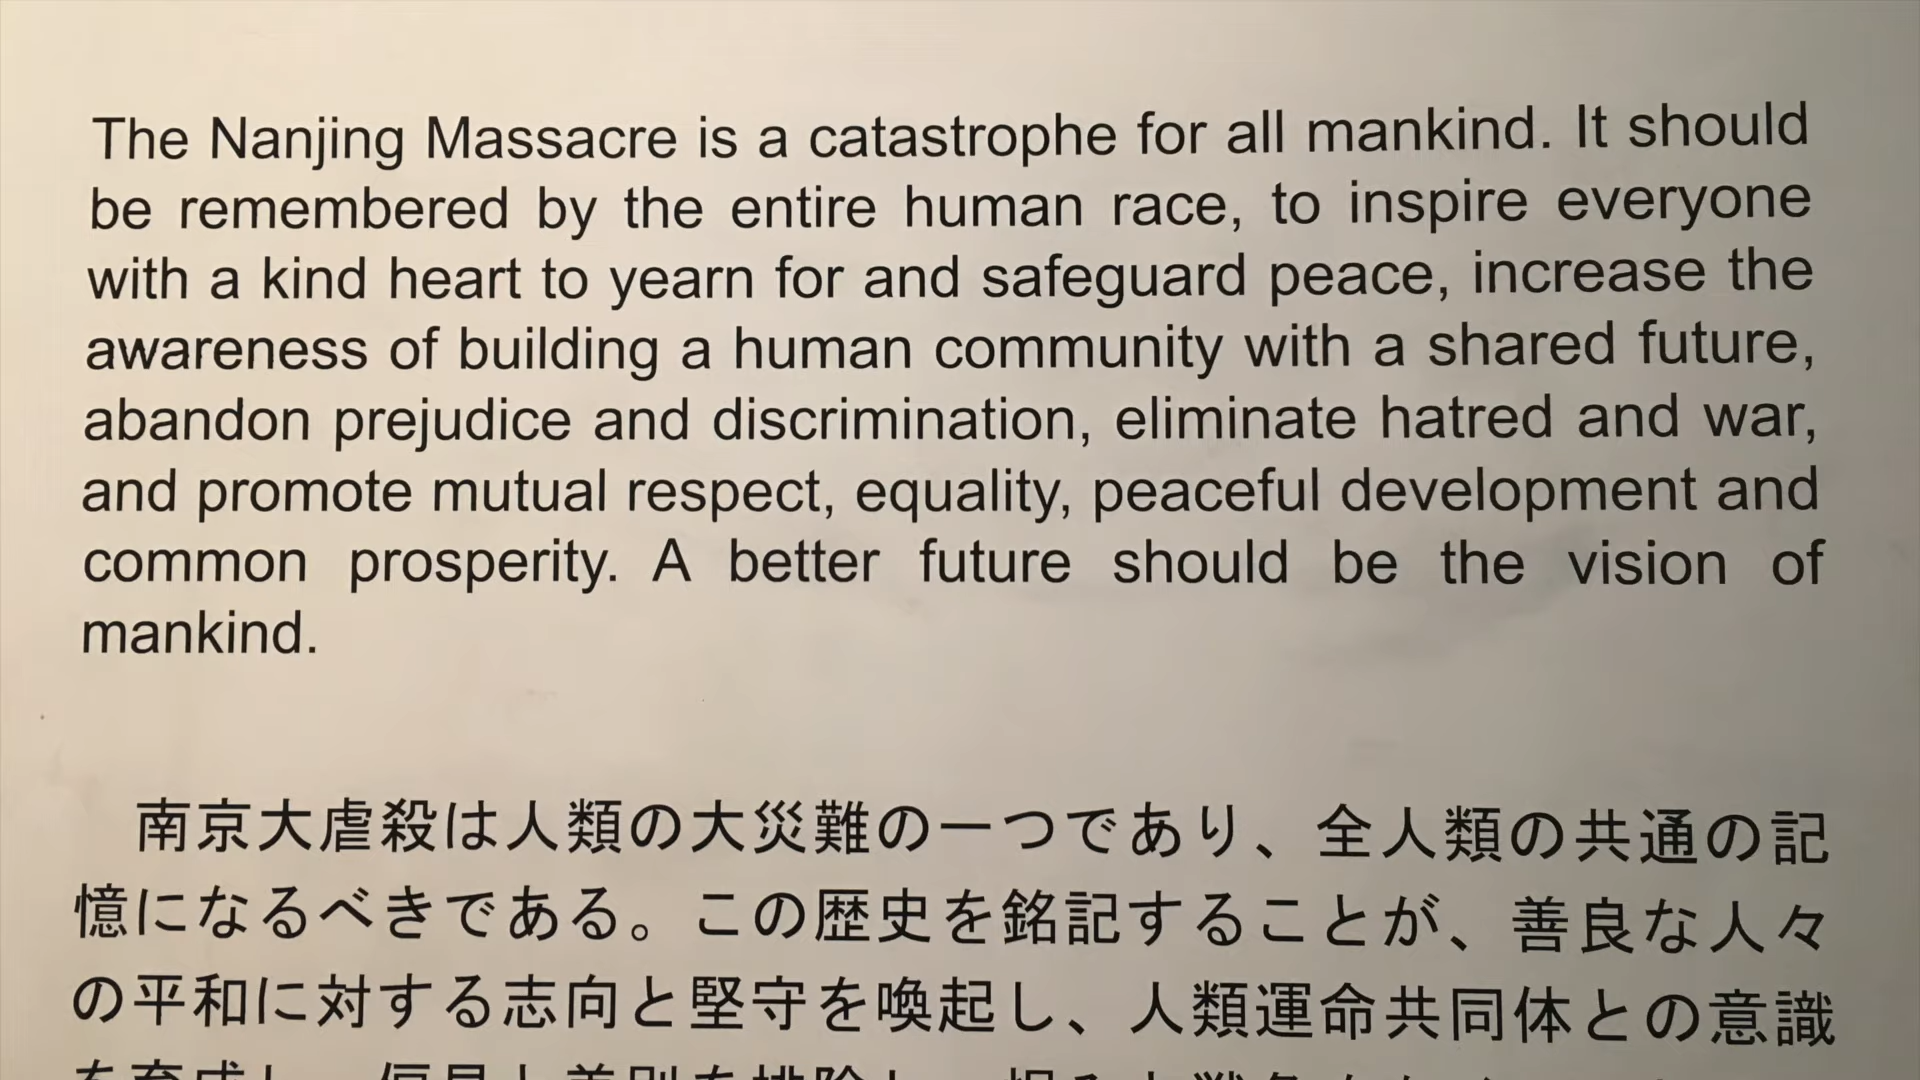 The Nanjing Massacre is a catastrophe for all mankind. It should
be remembered by the entire human race, to inspire everyone
with a kind heart to yearn for and safeguard peace, increase the
awareness of building a human community with a shared future,
abandon prejudice and discrimination, eliminate hatred and war,
and promote mutual respect, equality, peaceful development and
common prosperity. A better future should be the vision of
mankind.
南京大虐殺は人類の大災難の一つであり、全人類の共通の記
憶になるべきである。この歴史を銘記することが、善良な人々
の平和に対する志向と堅守を喚起し、人類運命共同体との意識